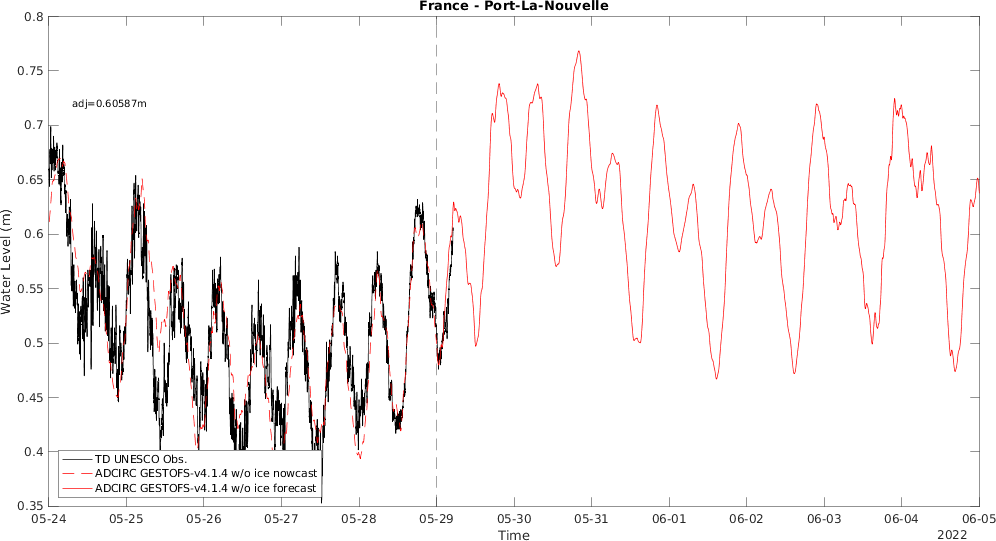 France - Port-La-Nouvelle
0.8
0.75
0.7
0.65
0.6
0.55
0.5
0.45
0.4
0.35
Water Level (m)
adj=0.60587m
TD UNESCO Obs.
ADCIRC GESTOFS-v4.1.4 w/o ice nowcast
ADCIRC GESTOFS-v4.1.4 w/o ice forecast
05-24 05-25 05-26 05-27 05-28 05-29 05-30 05-31 06-01 06-02 06-03 06-04 06-05
Time
2022